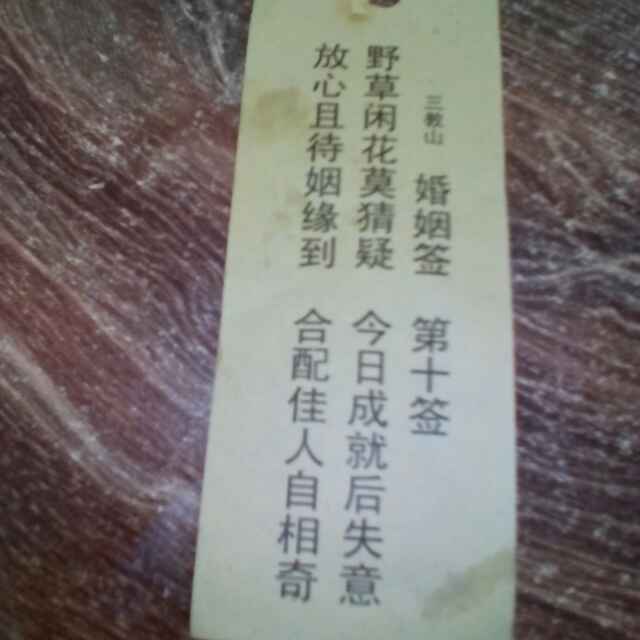 三教山 婚姻签 第十签
野草闲花莫猜疑 今日成就后失意
放心且待姻缘到 合配佳人自相奇